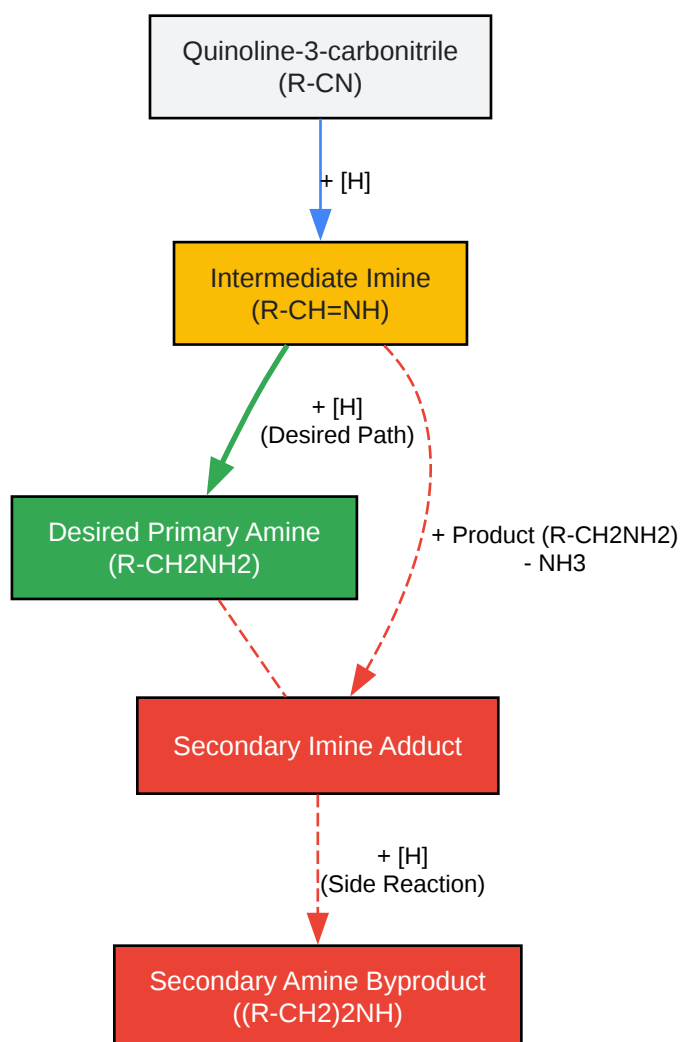 Quinoline-3-carbonitrile
(R-CN)
+ [H]
Intermediate Imine
(R-CH=NH)
+ [H]
(Desired Path)
Desired Primary Amine
(R-CH2NH2)
+ Product (R-CH2NH2)
- NH3
Secondary Imine Adduct
+ [H]
(Side Reaction)
Secondary Amine Byproduct
((R-CH2)2NH)